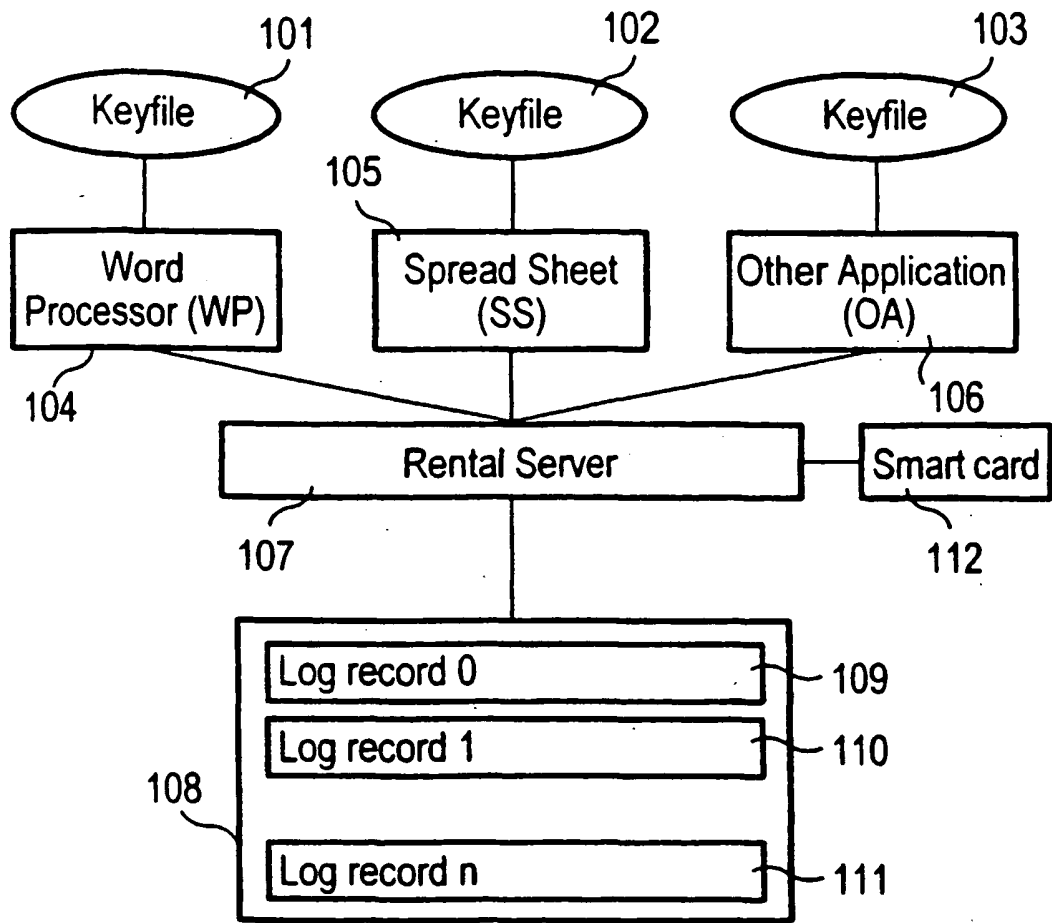 101
102
103
Keyfile
Keyfile
Keyfile
105
Word
Processor (WP)
Spread Sheet
(SS)
Other Application
(OA)
104
106
Rental Server
Smart card
107
112
Log record 0
109
Log record 1
110
108
Log record n
111